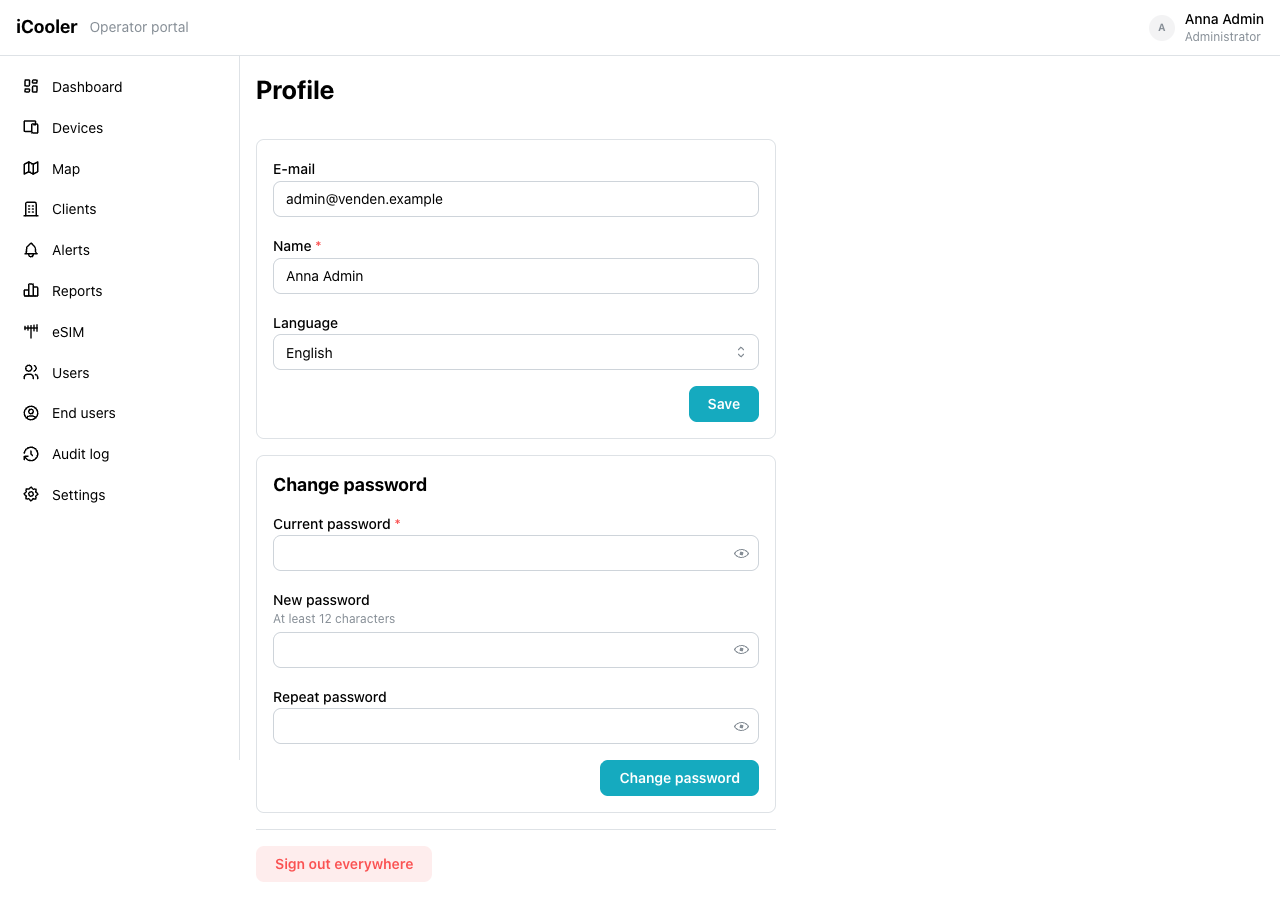 iCooler Operator portal
A
Anna Admin
Administrator
Dashboard
Devices
Map
Clients
Alerts
Reports
eSIM
Users
End users
Audit log
Settings
Profile
E-mail
admin@venden.example
Name *
Anna Admin
Language
English
Save
Change password
Current password *
New password
At least 12 characters
Repeat password
Change password
Sign out everywhere